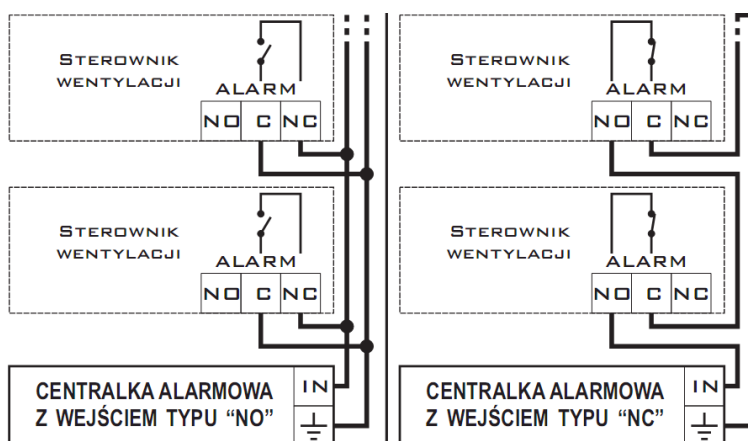 STEROWNIK
WENTYLACJI
ALARM
NO C NC
STEROWNIK
WENTYLACJI
ALARM
NO C NC
CENTRALKA ALARMOWA
Z WEJŚCIEM TYPU “NO”
IN
STEROWNIK
WENTYLACJI
ALARM
NO C NC
STEROWNIK
WENTYLACJI
ALARM
NO C NC
CENTRALKA ALARMOWA
Z WEJŚCIEM TYPU “NC”
IN